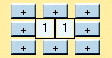 + + +
+ 1 1 +
+ + +